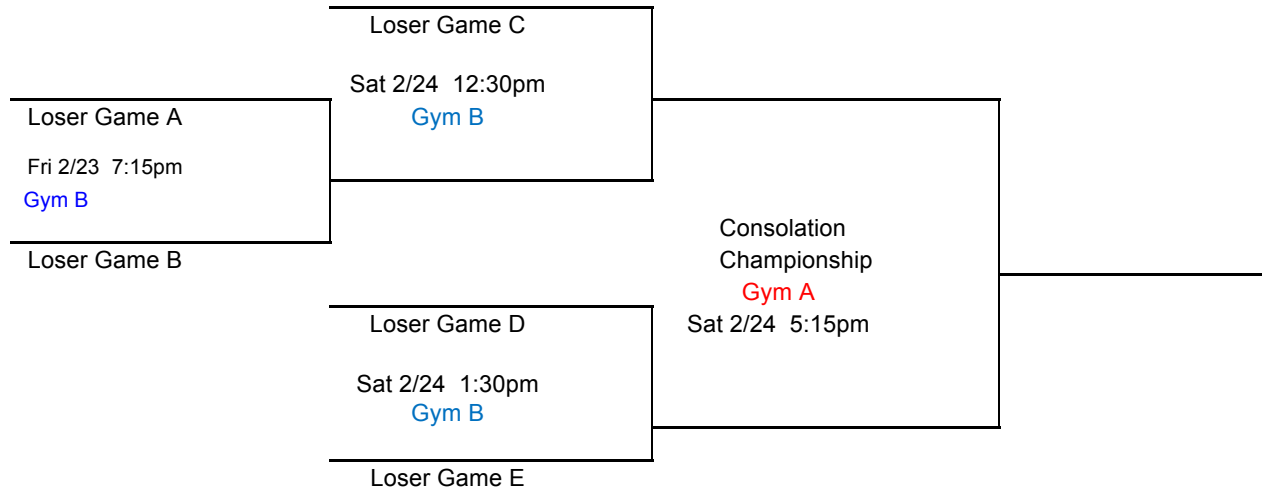 Loser Game C
Sat 2/24 12:30pm
Gym B
Loser Game A
Fri 2/23 7:15pm
Gym B
Loser Game B
Consolation
Championship
Gym A
Sat 2/24 5:15pm
Loser Game D
Sat 2/24 1:30pm
Gym B
Loser Game E